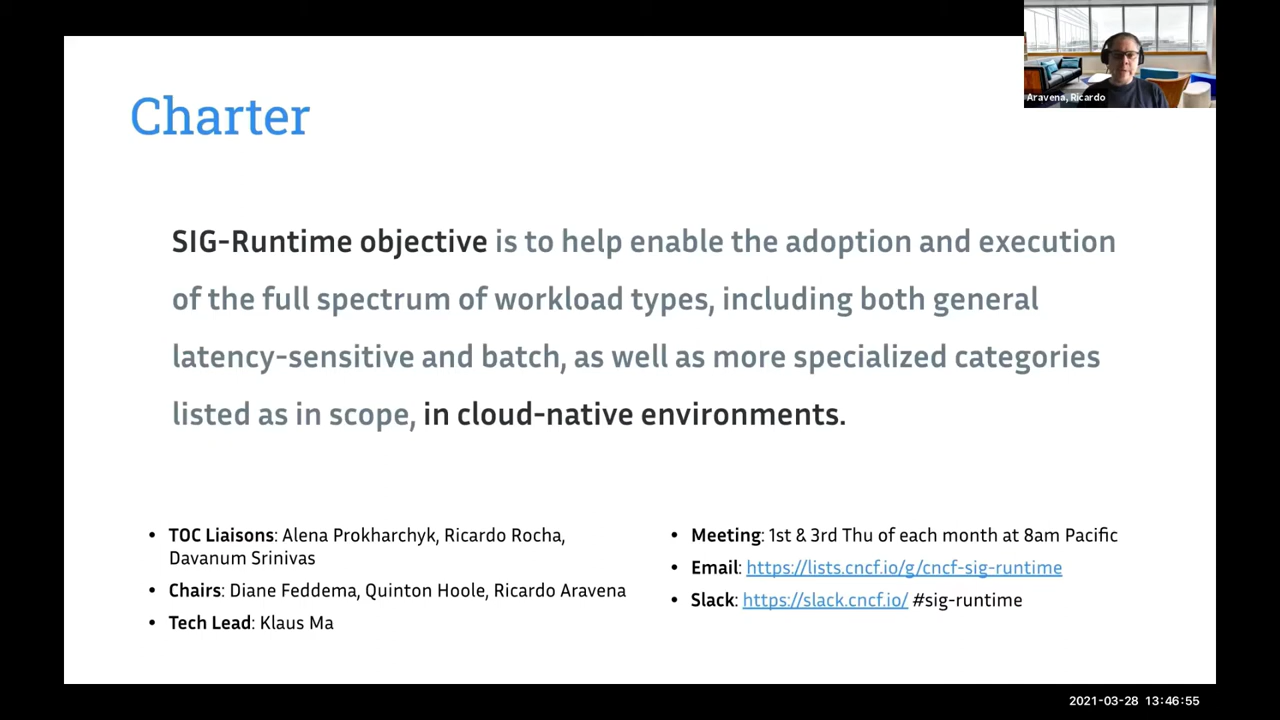 Charter
Aravena, Ricardo
SIG-Runtime objective is to help enable the adoption and execution
of the full spectrum of workload types, including both general
latency-sensitive and batch, as well as more specialized categories
listed as in scope, in cloud-native environments.
• TOC Liaisons: Alena Prokharchyk, Ricardo Rocha,
Davanum Srinivas
• Chairs: Diane Feddema, Quinton Hoole, Ricardo Aravena
• Tech Lead: Klaus Ma
• Meeting: 1st & 3rd Thu of each month at 8am Pacific
• Email: https://lists.cncf.io/g/cncf-sig-runtime
• Slack: https://slack.cncf.io/ #sig-runtime
2021-03-28 13:46:55